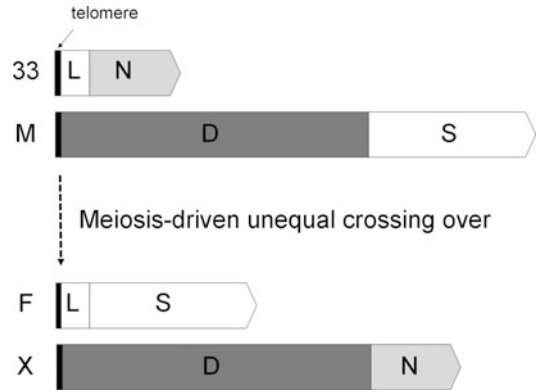 telomere
33 L N
M D S
Meiosis-driven unequal crossing over
F L S
X D N